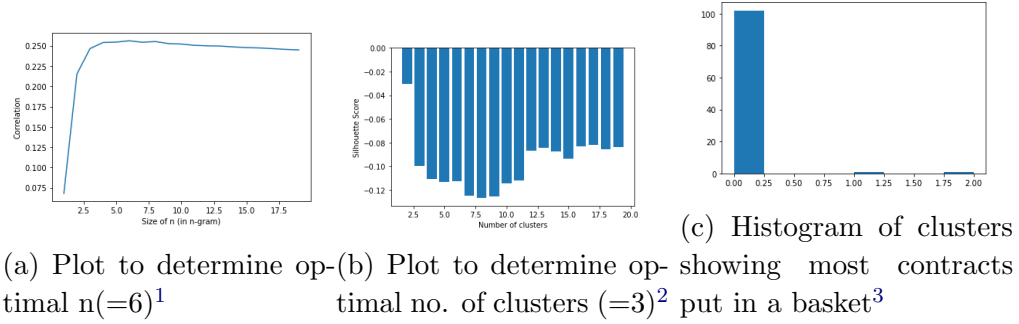 0.250
0.225
0.200
0.175
0.150
0.125
0.100
0.075
Correlation
2.5 5.0 7.5 10.0 12.5 15.0 17.5
Size of n (in n-gram)
(a) Plot to determine op-
timal n(=6)1
0.00
−0.02
−0.04
−0.06
−0.08
−0.10
−0.12
Silhouette Score
2.5 5.0 7.5 10.0 12.5 15.0 17.5 20.0
Number of clusters
(b) Plot to determine op-
timal no. of clusters (=3)2
100
80
60
40
20
0
0.00 0.25 0.50 0.75 1.00 1.25 1.50 1.75 2.00
(c) Histogram of clusters
showing most contracts
put in a basket3